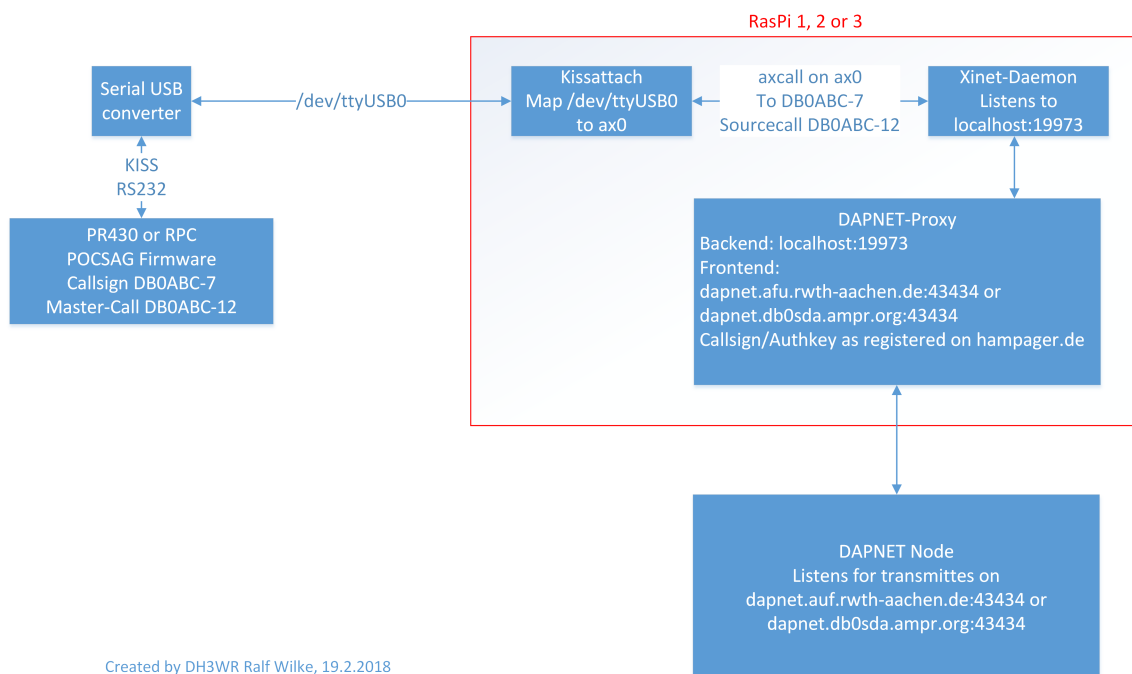 RasPi 1, 2 or 3
Serial USB
converter
/dev/ttyUSB0
Kissattach
Map /dev/ttyUSB0
to ax0
axcall on ax0
To DB0ABC-7
Sourcecall DB0ABC-12
Xinet-Daemon
Listens to
localhost:19973
KISS
RS232
PR430 or RPC
POCSAG Firmware
Callsign DB0ABC-7
Master-Call DB0ABC-12
DAPNET-Proxy
Backend: localhost:19973
Frontend:
dapnet.afu.rwth-aachen.de:43434 or
dapnet.db0sda.ampr.org:43434
Callsign/Authkey as registered on hampager.de
DAPNET Node
Listens for transmittes on
dapnet.auf.rwth-aachen.de:43434 or
dapnet.db0sda.ampr.org:43434
Created by DH3WR Ralf Wilke, 19.2.2018